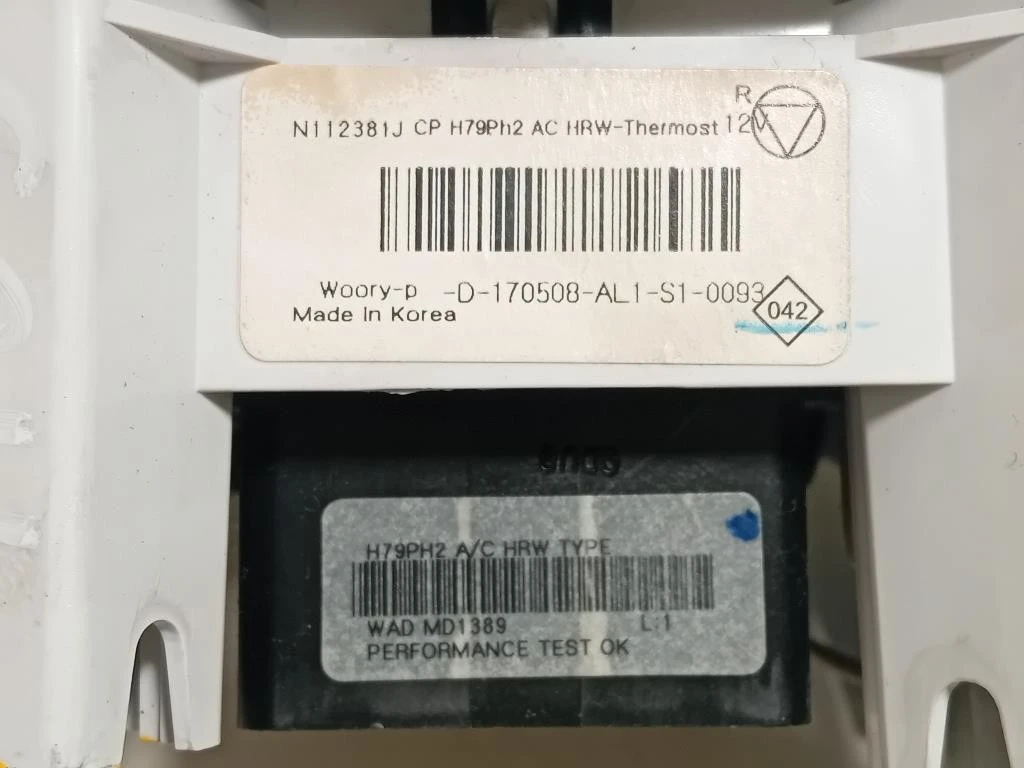 R
N112381J CP H79Ph2 AC HRW-Thermost 12V
Woory-p -D-170508-AL1-S1-0093
042
Made In Korea
H79PH2 A/C HRW TYPE
WAD MD1389 L:1
PERFORMANCE TEST OK